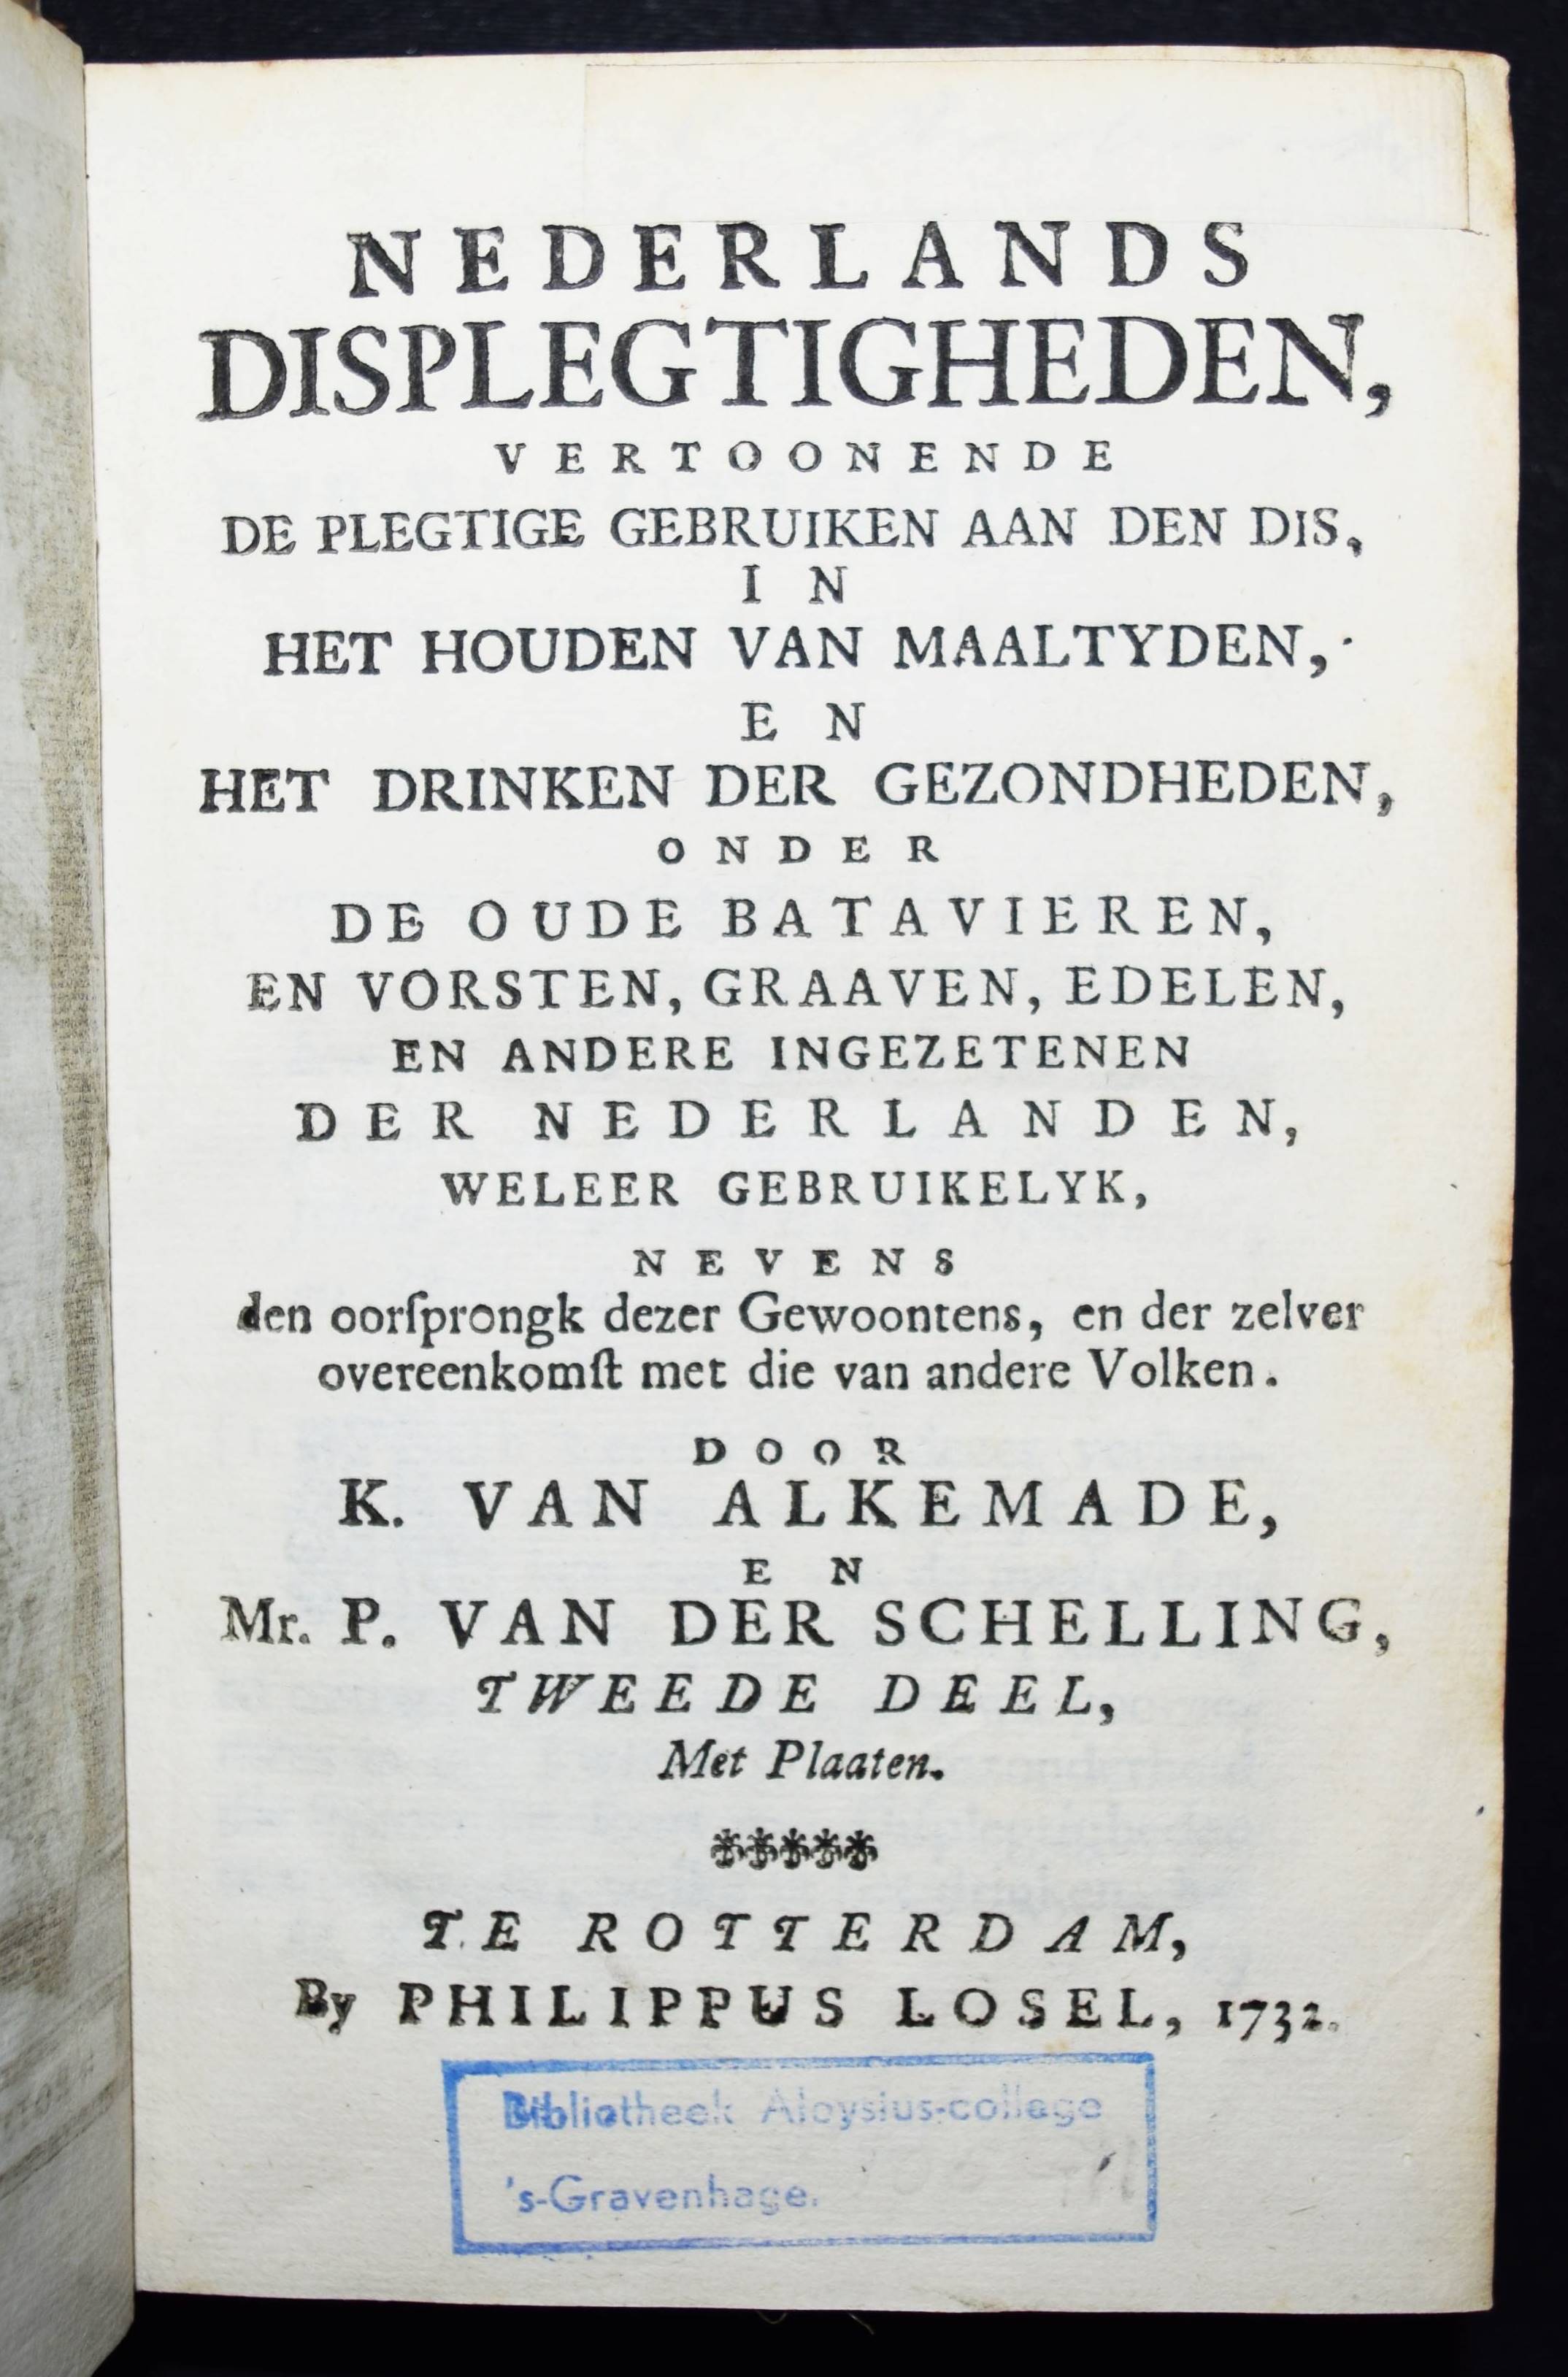 NEDERLANDS
DISPLEGTIGHEDEN,
VERTOONENDE
DE PLEGTIGE GEBRUIKEN AAN DEN DIS,
IN
HET HOUDEN VAN MAALTYDEN,
EN
HET DRINKEN DER GEZONDHEDEN,
ONDER
DE OUDE BATAVIEREN,
EN VORSTEN, GRAAVEN, EDELEN,
EN ANDERE INGEZETENEN
DER NEDERLANDEN,
WELEER GEBRUIKELYK,
NEVENS
den oorſprongk dezer Gewoontens, en der zelver
overeenkomſt met die van andere Volken.
DOOR
K. VAN ALKEMADE,
EN
Mr. P. VAN DER SCHELLING,
TWEEDE DEEL,
Met Plaaten.
TE ROTTERDAM,
By PHILIPPUS LOSEL, 1732.
Bibliotheek Aloysius-college
's-Gravenhage.